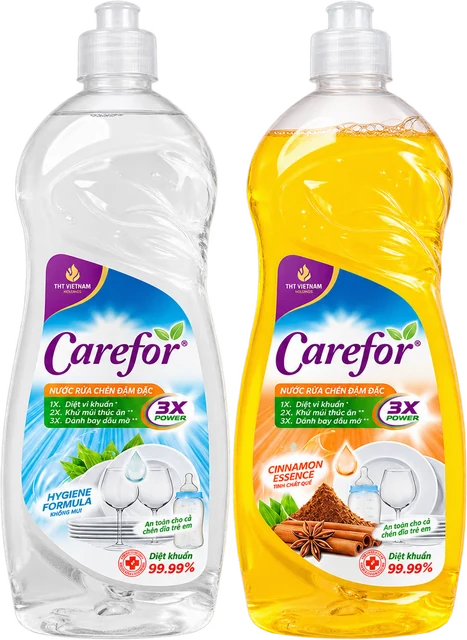 THT VIETNAM
HOLDINGS
Carefor®
NƯỚC RỬA CHÉN ĐẬM ĐẶC
1X. Diệt vi khuẩn*
2X. Khử mùi thức ăn**
3X. Đánh bay dầu mỡ**
3X
POWER
HYGIENE
FORMULA
KHÔNG MÙI
An toàn cho cả
chén dĩa trẻ em
Diệt khuẩn
99.99%
THT VIETNAM
HOLDINGS
Carefor®
NƯỚC RỬA CHÉN ĐẬM ĐẶC
1X. Diệt vi khuẩn*
2X. Khử mùi thức ăn**
3X. Đánh bay dầu mỡ**
3X
POWER
CINNAMON
ESSENCE
TINH CHẤT QUẾ
An toàn cho cả
chén dĩa trẻ em
Diệt khuẩn
99.99%